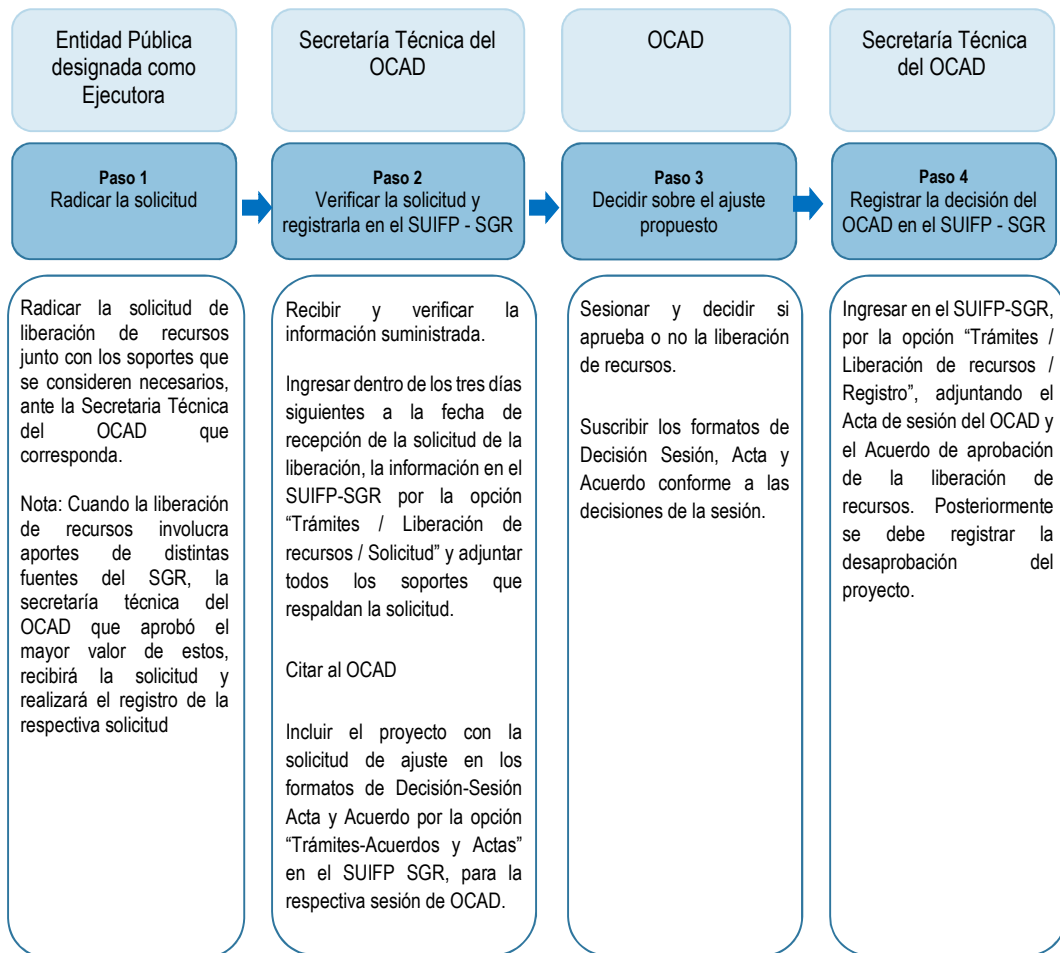 Entidad Pública
designada como
Ejecutora
Secretaría Técnica del
OCAD
OCAD
Secretaría Técnica
del OCAD
Paso 1
Radicar la solicitud
Paso 2
Verificar la solicitud y
registrarla en el SUIFP - SGR
Paso 3
Decidir sobre el ajuste
propuesto
Paso 4
Registrar la decisión del
OCAD en el SUIFP - SGR
Radicar la solicitud de
liberación de recursos
junto con los soportes que
se consideren necesarios,
ante la Secretaria Técnica
del OCAD que
corresponda.
Nota: Cuando la liberación
de recursos involucra
aportes de distintas
fuentes del SGR, la
secretaría técnica del
OCAD que aprobó el
mayor valor de estos,
recibirá la solicitud y
realizará el registro de la
respectiva solicitud
Recibir y verificar la
información suministrada.
Ingresar dentro de los tres días
siguientes a la fecha de
recepción de la solicitud de la
liberación, la información en el
SUIFP-SGR por la opción
“Trámites / Liberación de
recursos / Solicitud” y adjuntar
todos los soportes que
respaldan la solicitud.
Citar al OCAD
Incluir el proyecto con la
solicitud de ajuste en los
formatos de Decisión-Sesión
Acta y Acuerdo por la opción
“Trámites-Acuerdos y Actas”
en el SUIFP SGR, para la
respectiva sesión de OCAD.
Sesionar y decidir si
aprueba o no la liberación
de recursos.
Suscribir los formatos de
Decisión Sesión, Acta y
Acuerdo conforme a las
decisiones de la sesión.
Ingresar en el SUIFP-SGR,
por la opción “Trámites /
Liberación de recursos /
Registro”, adjuntando el
Acta de sesión del OCAD y
el Acuerdo de aprobación
de la liberación de
recursos. Posteriormente
se debe registrar la
desaprobación del
proyecto.